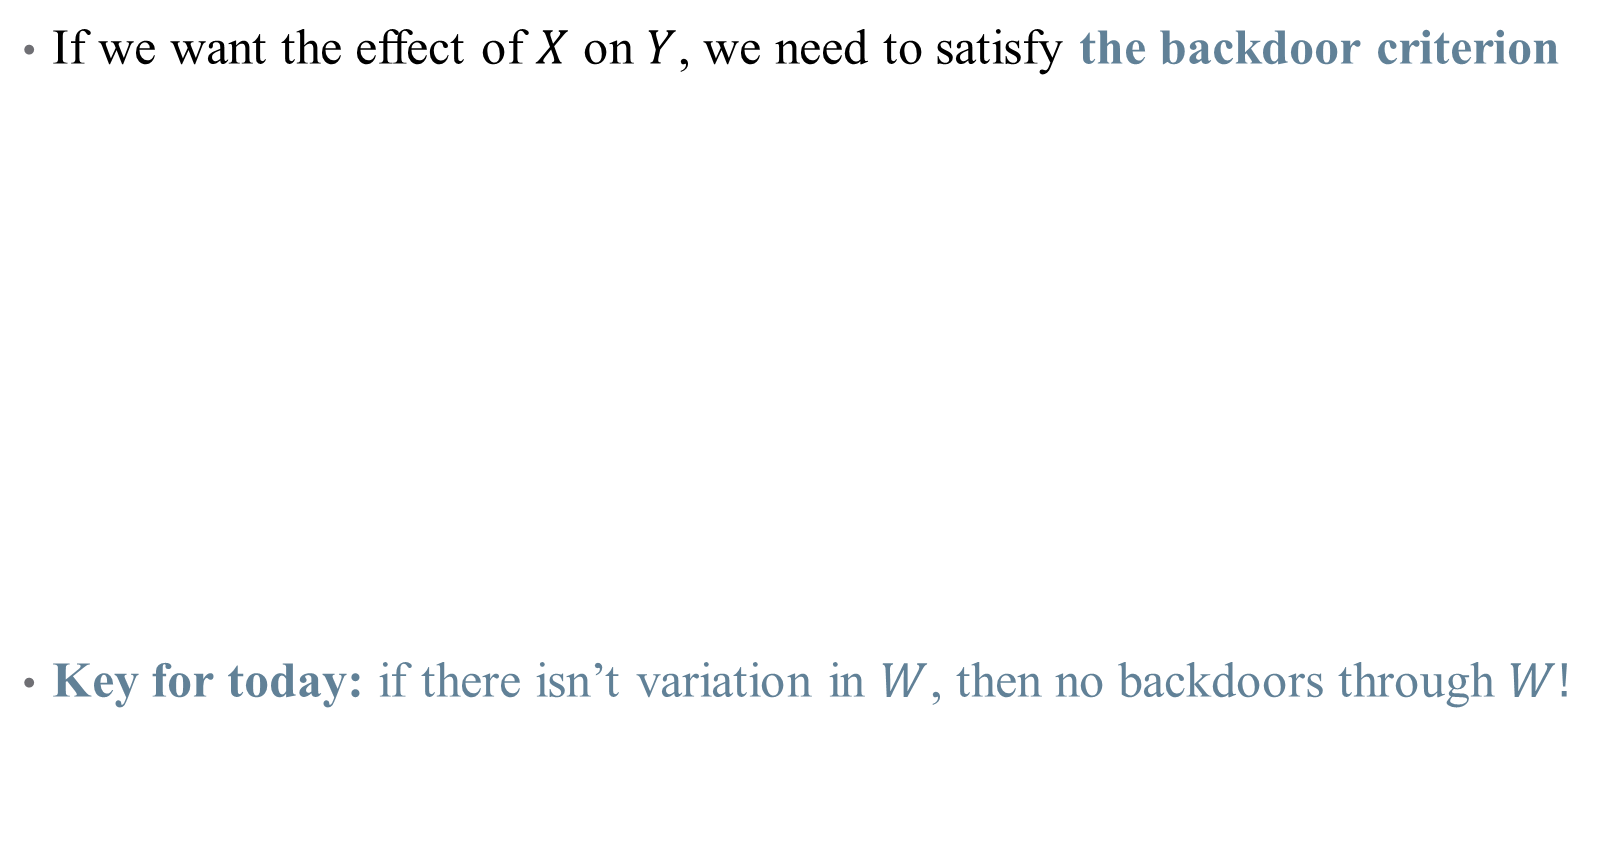 • If we want the effect of X on Y, we need to satisfy the backdoor criterion
• Key for today: if there isn’t variation in W, then no backdoors through W!